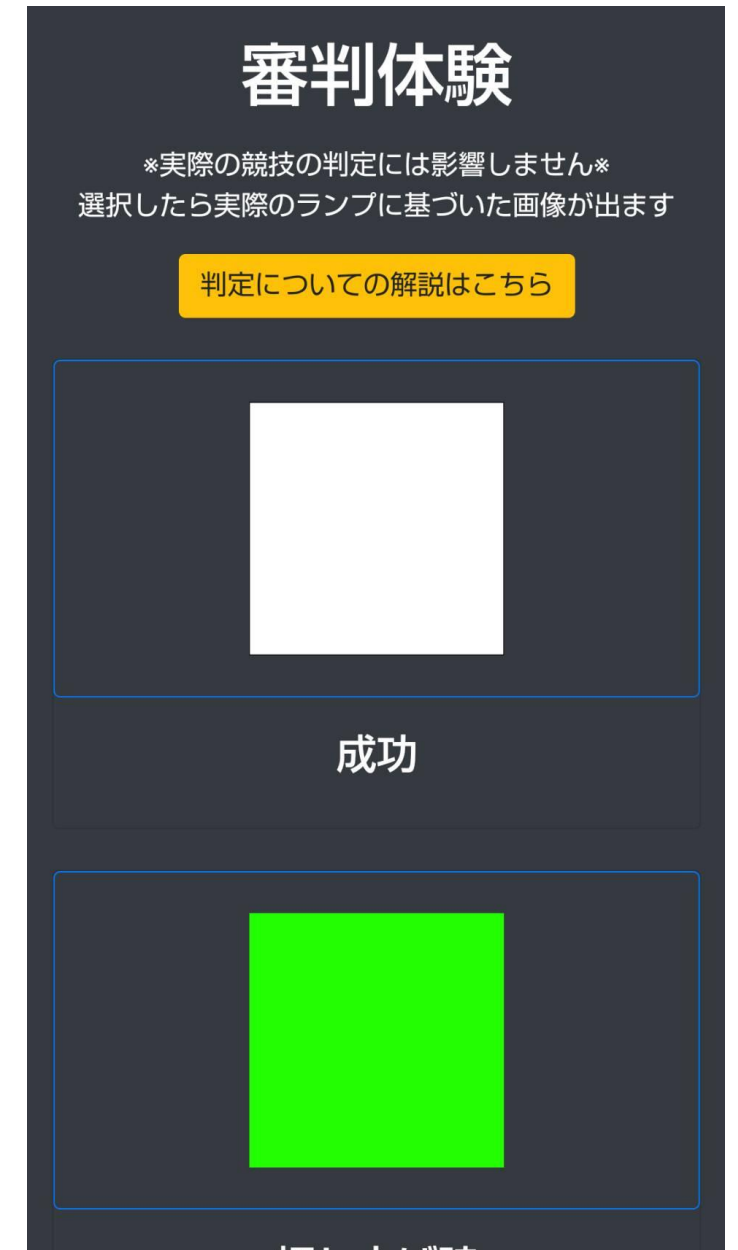 審判体験
※実際の競技の判定には影響しません※
選択したら実際のランプに基づいた画像が出ます
判定についての解説はこちら
成功